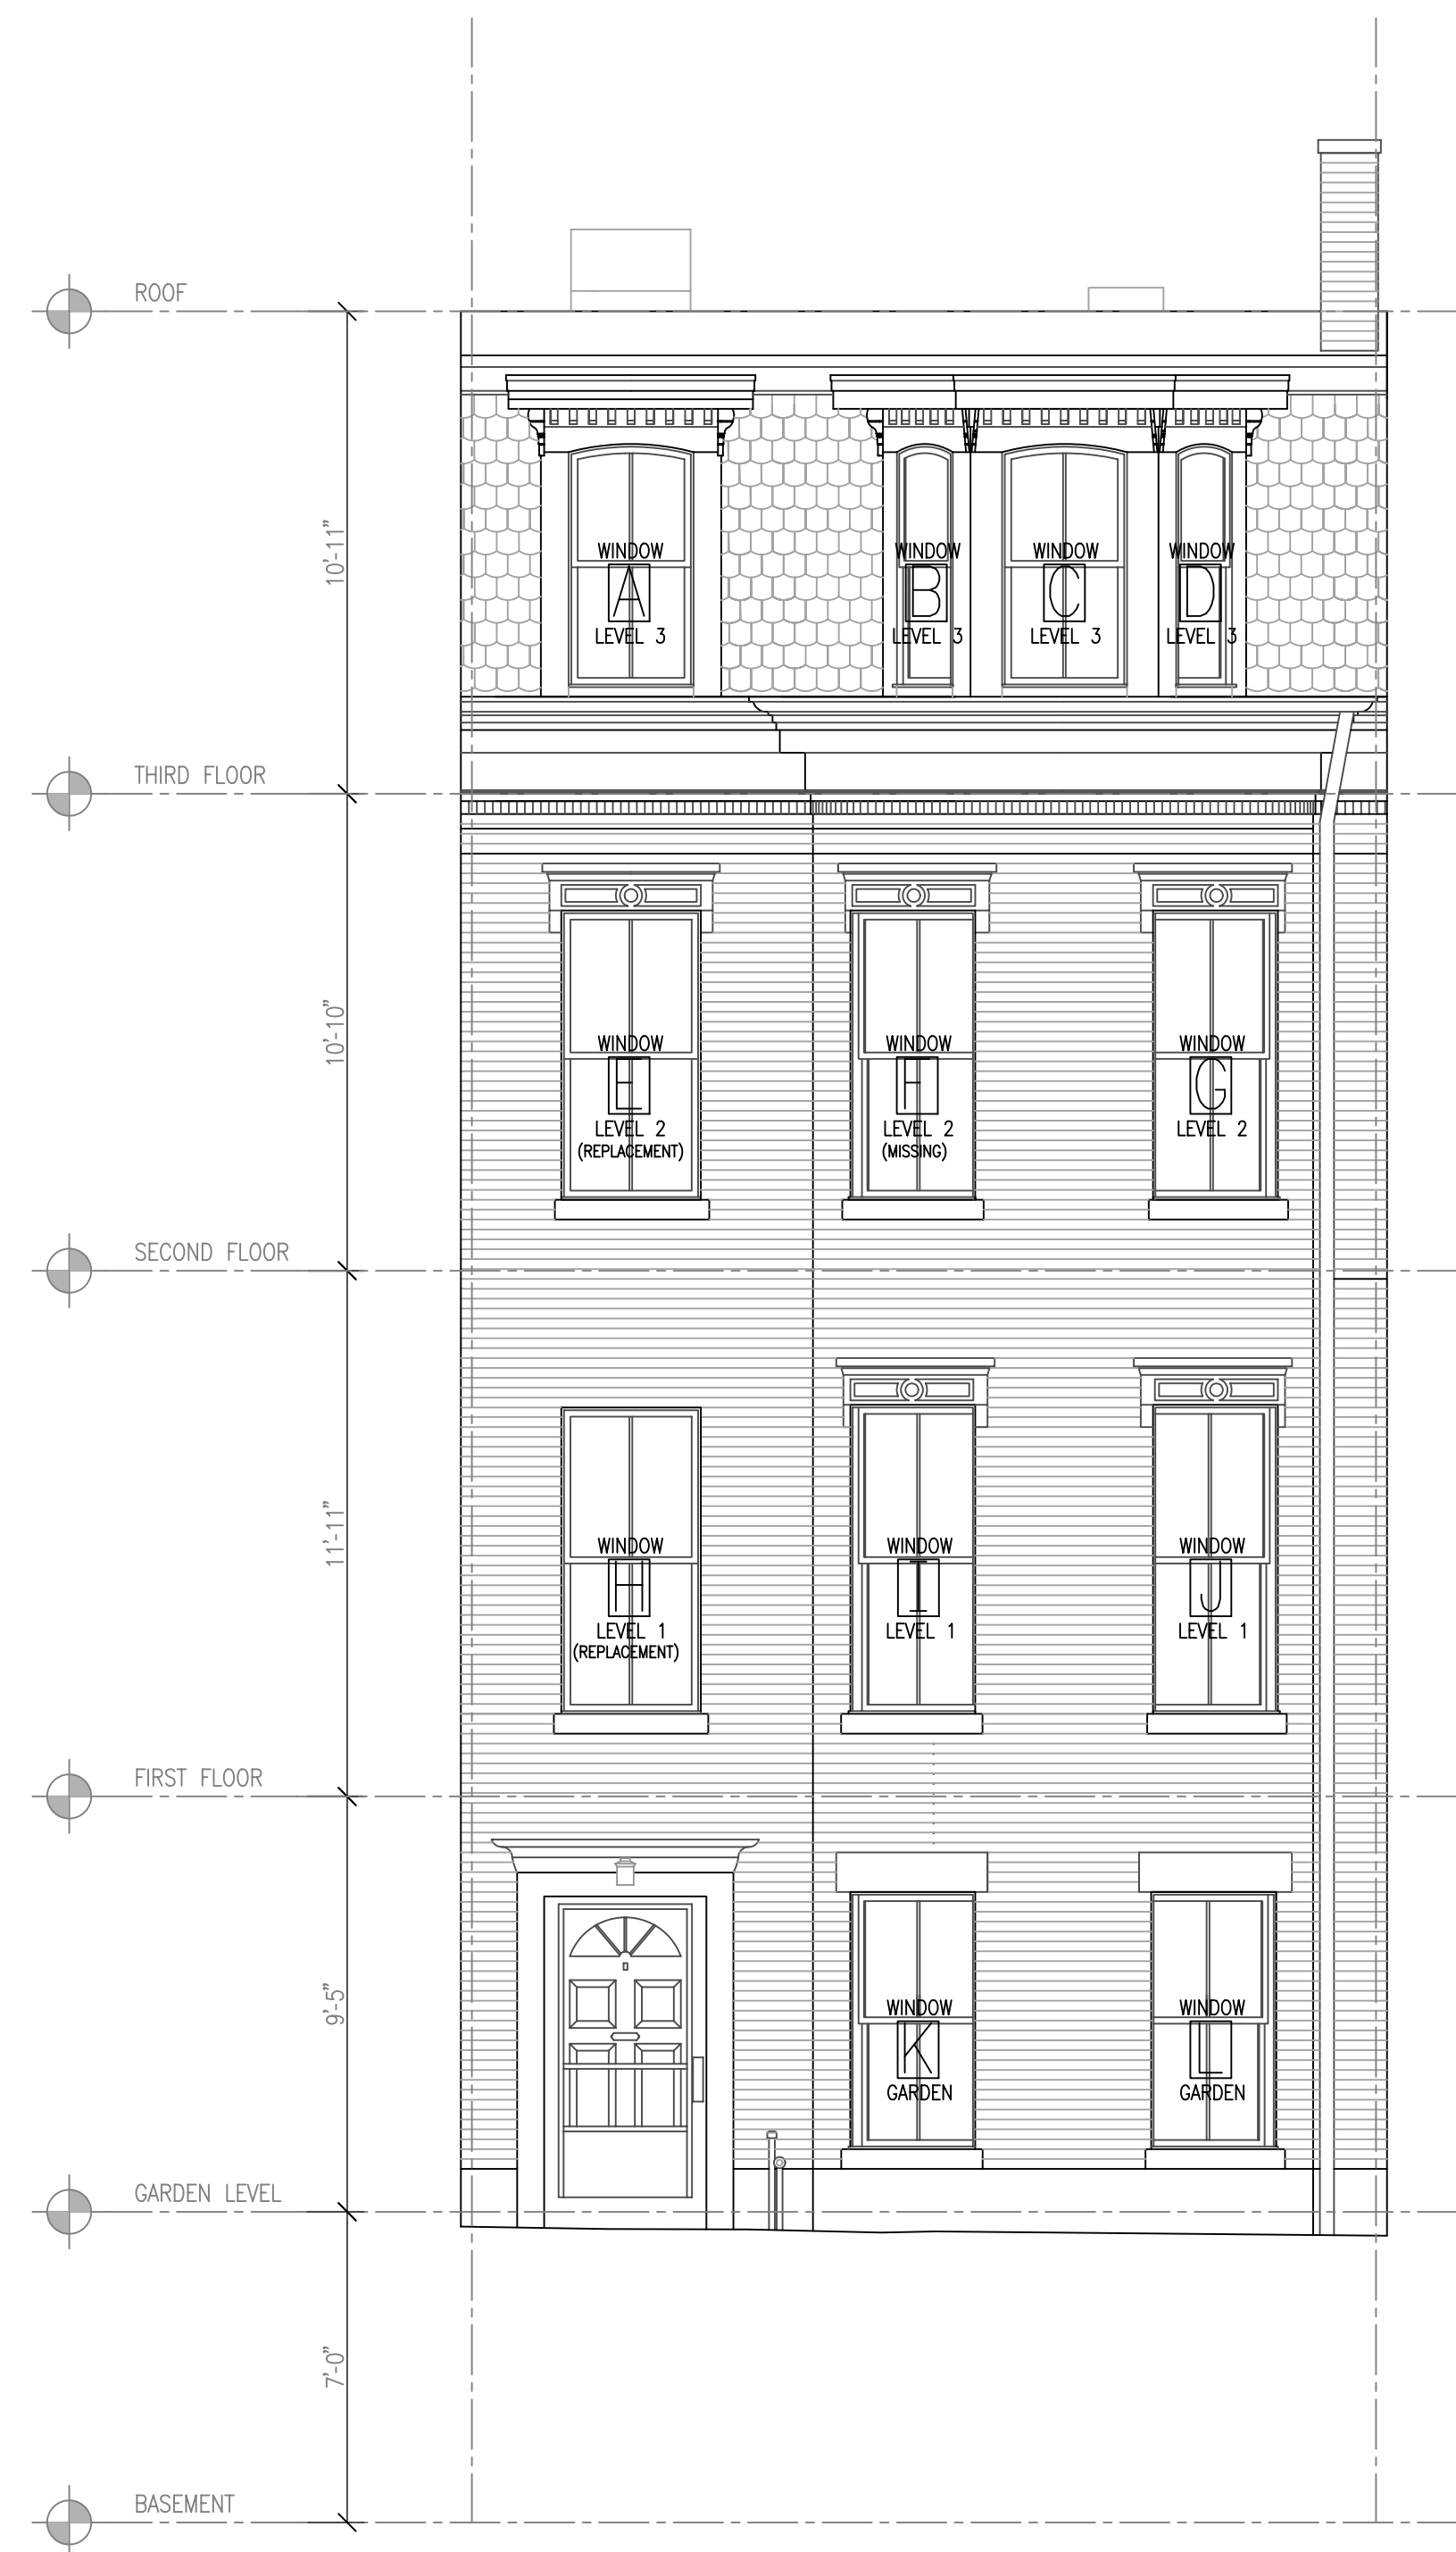 ROOF
10'-11"
WINDOW
A
LEVEL 3
WINDOW
B
LEVEL 3
WINDOW
C
LEVEL 3
WINDOW
D
LEVEL 3
THIRD FLOOR
10'-10"
WINDOW
E
LEVEL 2
(REPLACEMENT)
WINDOW
F
LEVEL 2
(MISSING)
WINDOW
G
LEVEL 2
SECOND FLOOR
11'-11"
WINDOW
H
LEVEL 1
(REPLACEMENT)
WINDOW
I
LEVEL 1
WINDOW
J
LEVEL 1
FIRST FLOOR
9'-5"
WINDOW
K
GARDEN
WINDOW
L
GARDEN
GARDEN LEVEL
7'-0"
BASEMENT